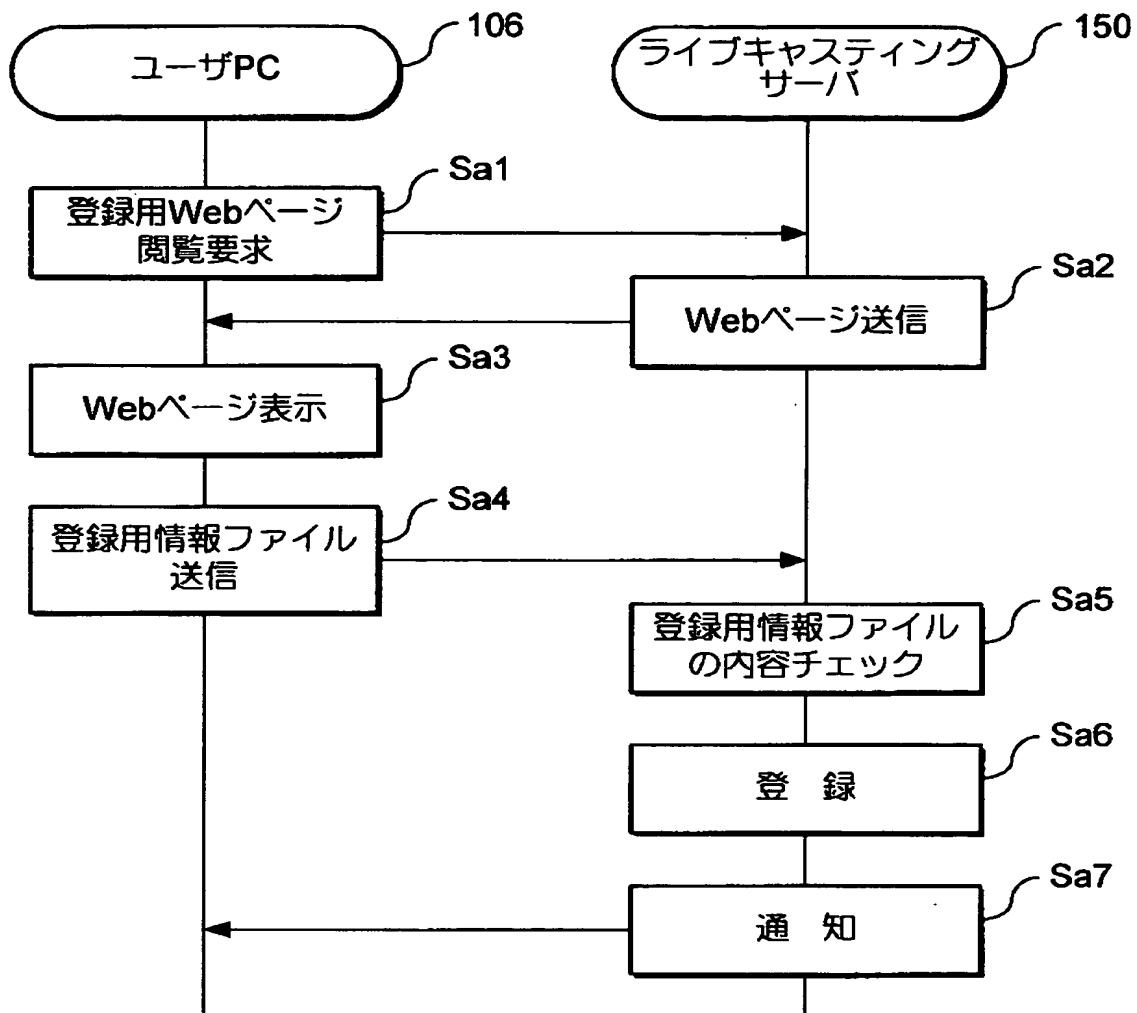 106
ユーザPC
150
ライブキャスティング
サーバ
Sa1
登録用Webページ
閲覧要求
Sa2
Webページ送信
Sa3
Webページ表示
Sa4
登録用情報ファイル
送信
Sa5
登録用情報ファイル
の内容チェック
Sa6
登 録
Sa7
通 知